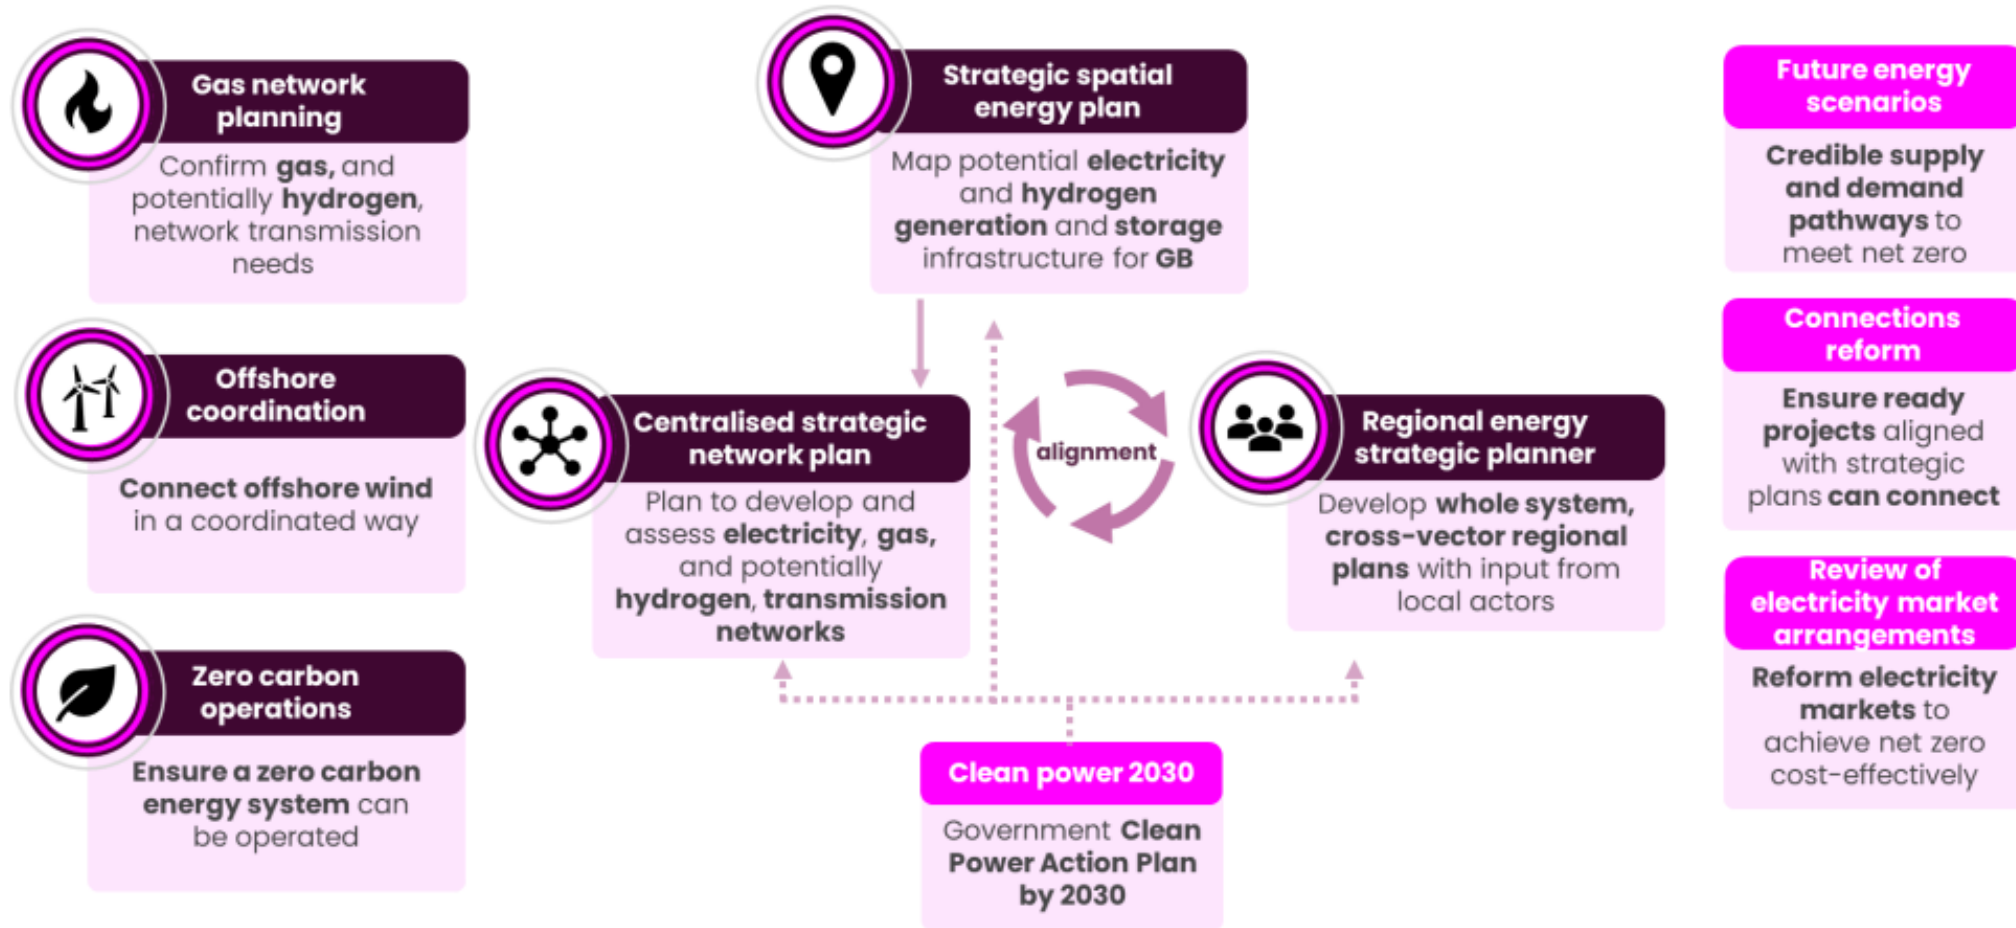 Gas network
planning
Confirm gas, and
potentially hydrogen,
network transmission
needs
Offshore
coordination
Connect offshore wind
in a coordinated way
Zero carbon
operations
Ensure a zero carbon
energy system can
be operated
Strategic spatial
energy plan
Map potential electricity
and hydrogen
generation and storage
infrastructure for GB
Centralised strategic
network plan
Plan to develop and
assess electricity, gas,
and potentially
hydrogen, transmission
networks
alignment
Regional energy
strategic planner
Develop whole system,
cross-vector regional
plans with input from
local actors
Clean power 2030
Government Clean
Power Action Plan
by 2030
Future energy
scenarios
Credible supply
and demand
pathways to
meet net zero
Connections
reform
Ensure ready
projects aligned
with strategic
plans can connect
Review of
electricity market
arrangements
Reform electricity
markets to
achieve net zero
cost-effectively